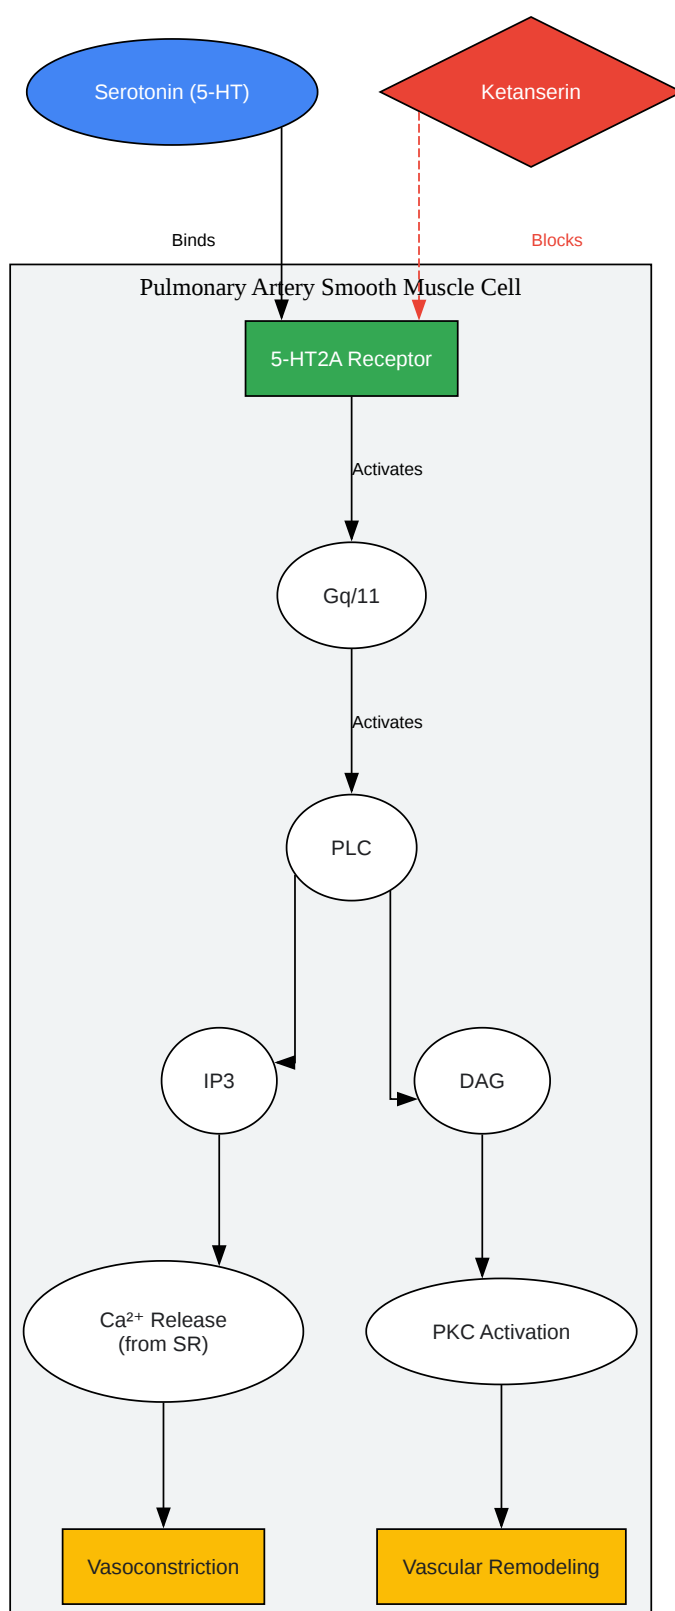 Serotonin (5-HT)
Ketanserin
Binds
Blocks
Pulmonary Artery Smooth Muscle Cell
5-HT2A Receptor
Activates
Gq/11
Activates
PLC
IP3
DAG
Ca²⁺ Release
(from SR)
PKC Activation
Vasoconstriction
Vascular Remodeling